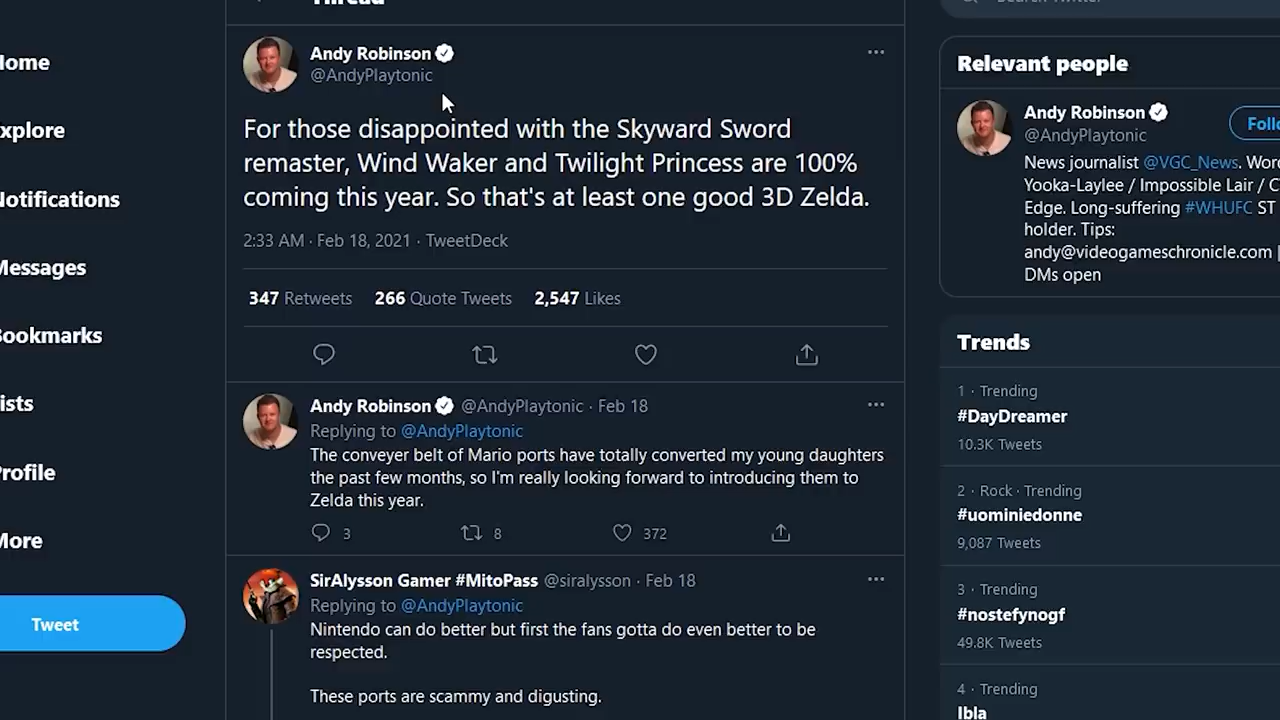 Thread
Search Twitter
Home
Explore
Notifications
Messages
Bookmarks
Lists
Profile
More
Tweet
Andy Robinson
@AndyPlaytonic
For those disappointed with the Skyward Sword
remaster, Wind Waker and Twilight Princess are 100%
coming this year. So that's at least one good 3D Zelda.
2:33 AM · Feb 18, 2021 · TweetDeck
347 Retweets 266 Quote Tweets 2,547 Likes
Andy Robinson @AndyPlaytonic · Feb 18
Replying to @AndyPlaytonic
The conveyer belt of Mario ports have totally converted my young daughters
the past few months, so I'm really looking forward to introducing them to
Zelda this year.
3 8 372
SirAlysson Gamer #MitoPass @siralysson · Feb 18
Replying to @AndyPlaytonic
Nintendo can do better but first the fans gotta do even better to be
respected.
These ports are scammy and digusting.
Relevant people
Andy Robinson
@AndyPlaytonic
Follo
News journalist @VGC_News. Wor
Yooka-Laylee / Impossible Lair / C
Edge. Long-suffering #WHUFC ST
holder. Tips:
andy@videogameschronicle.com |
DMs open
Trends
1 · Trending
#DayDreamer
10.3K Tweets
2 · Rock · Trending
#uominiedonne
9,087 Tweets
3 · Trending
#nostefynogf
49.8K Tweets
4 · Trending